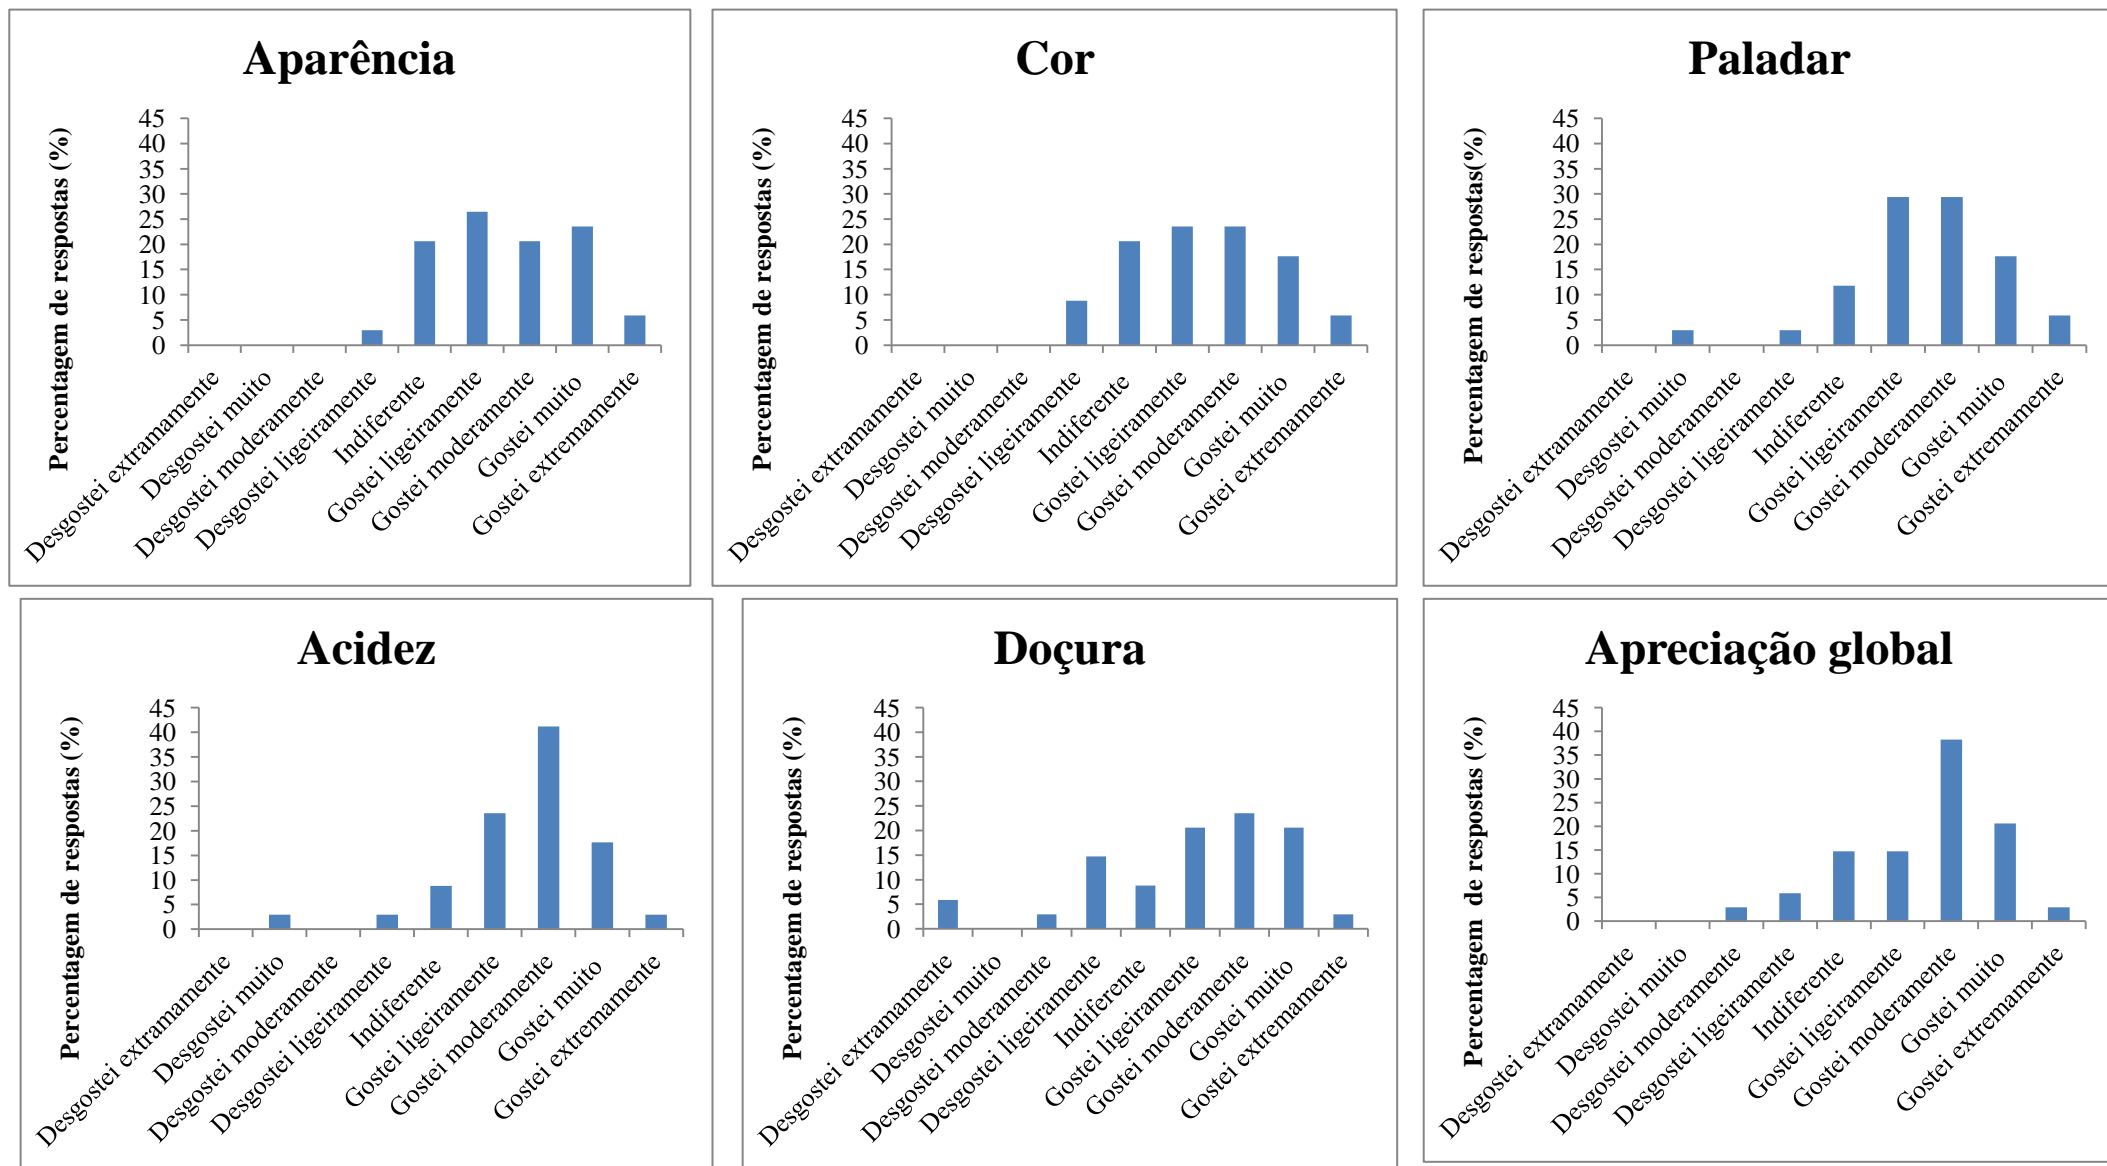 Aparência
Percentagem de respostas (%)
45
40
35
30
25
20
15
10
5
0
Desgostei extramamente
Desgostei muito
Desgostei moderamente
Desgostei ligeiramente
Indiferente
Gostei ligeiramente
Gostei moderamente
Gostei muito
Gostei extremamente
Cor
Percentagem de respostas (%)
45
40
35
30
25
20
15
10
5
0
Desgostei extramamente
Desgostei muito
Desgostei moderamente
Desgostei ligeiramente
Indiferente
Gostei ligeiramente
Gostei moderamente
Gostei muito
Gostei extremamente
Paladar
Percentagem de respostas(%)
45
40
35
30
25
20
15
10
5
0
Desgostei extramamente
Desgostei muito
Desgostei moderamente
Desgostei ligeiramente
Indiferente
Gostei ligeiramente
Gostei moderamente
Gostei muito
Gostei extremamente
Acidez
Percentagem de respostas (%)
45
40
35
30
25
20
15
10
5
0
Desgostei extramamente
Desgostei muito
Desgostei moderamente
Desgostei ligeiramente
Indiferente
Gostei ligeiramente
Gostei moderamente
Gostei muito
Gostei extremamente
Doçura
Percentagem de respostas (%)
45
40
35
30
25
20
15
10
5
0
Desgostei extramamente
Desgostei muito
Desgostei moderamente
Desgostei ligeiramente
Indiferente
Gostei ligeiramente
Gostei moderamente
Gostei muito
Gostei extremamente
Apreciação global
Percentagem de respostas (%)
45
40
35
30
25
20
15
10
5
0
Desgostei extramamente
Desgostei muito
Desgostei moderamente
Desgostei ligeiramente
Indiferente
Gostei ligeiramente
Gostei moderamente
Gostei muito
Gostei extremamente